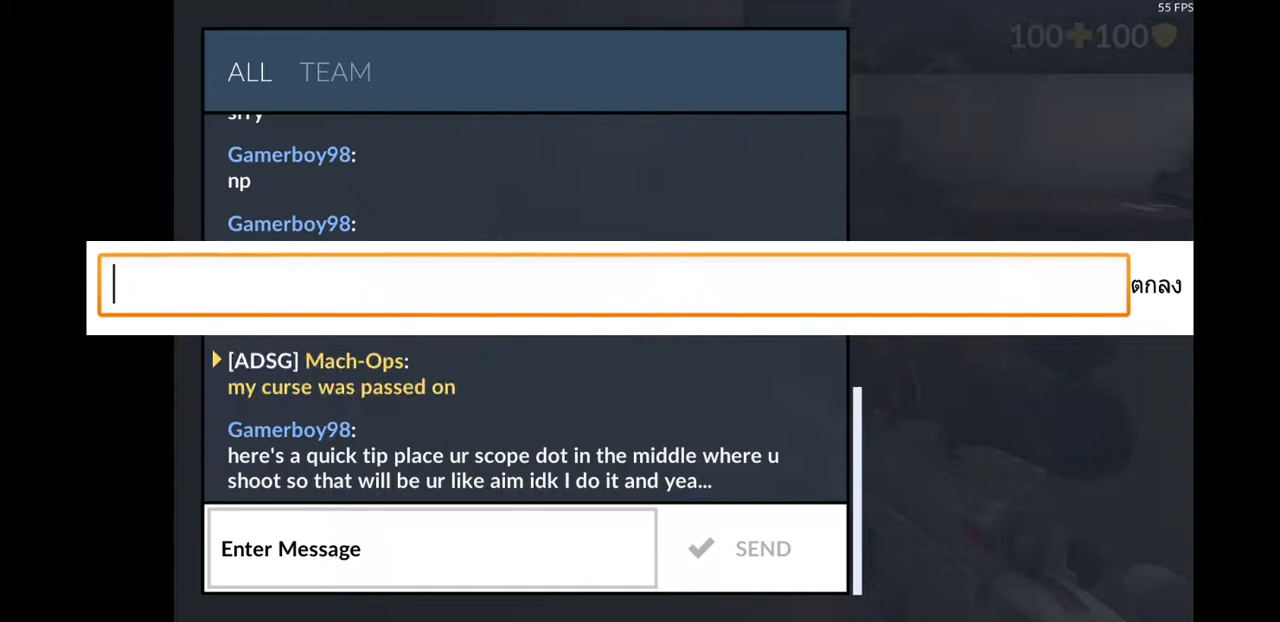 55 FPS
100 100
ALL TEAM
srry
Gamerboy98:
np
Gamerboy98:
ตกลง
[ADSG] Mach-Ops:
my curse was passed on
Gamerboy98:
here's a quick tip place ur scope dot in the middle where u
shoot so that will be ur like aim idk I do it and yea...
Enter Message
SEND